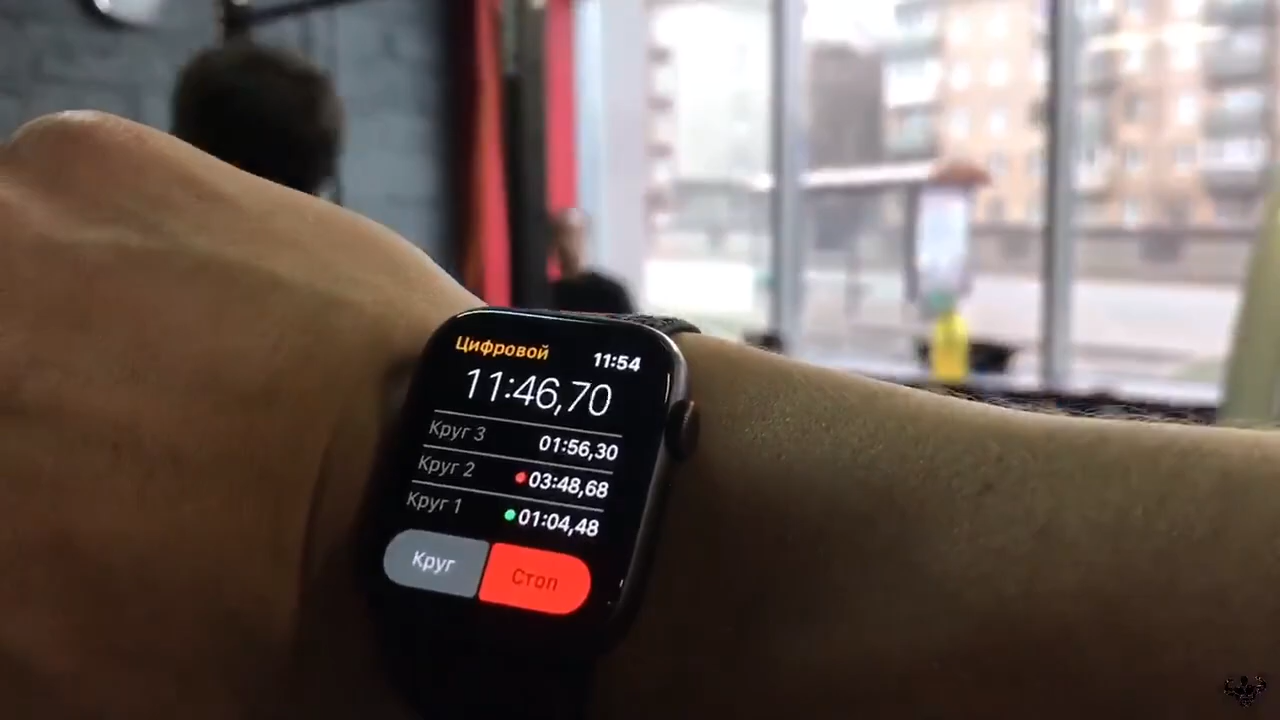 Цифровой
11:54
11:46,70
Круг 3 01:56,30
Круг 2 03:48,68
Круг 1 01:04,48
Круг Стоп